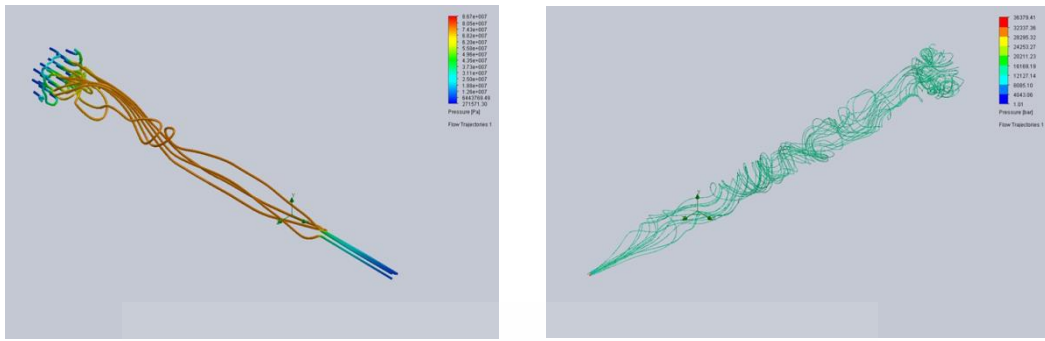 8.67e+007
8.05e+007
7.43e+007
6.82e+007
6.20e+007
5.58e+007
4.96e+007
4.35e+007
3.73e+007
3.11e+007
2.50e+007
1.88e+007
1.26e+007
6443769.49
271571.30
Pressure [Pa]
Flow Trajectories 1
36378.41
32337.36
28295.32
24253.27
20211.23
16169.19
12127.14
8085.10
4043.06
1.01
Pressure [bar]
Flow Trajectories 1